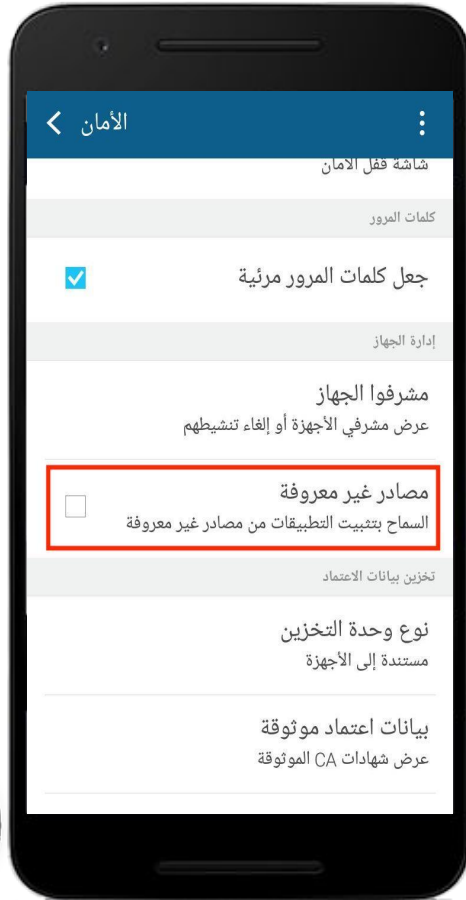 الأمان
شاشة قفل الأمان
كلمات المرور
جعل كلمات المرور مرئية
إدارة الجهاز
مشرفوا الجهاز
عرض مشرفي الأجهزة أو إلغاء تنشيطهم
مصادر غير معروفة
السماح بتثبيت التطبيقات من مصادر غير معروفة
تخزين بيانات الاعتماد
نوع وحدة التخزين
مستندة إلى الأجهزة
بيانات اعتماد موثوقة
عرض شهادات CA الموثوقة